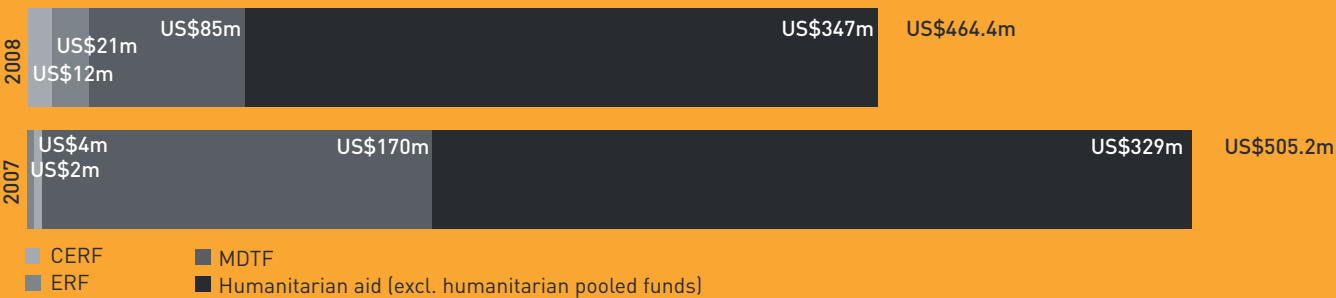 2008
US$12m
US$21m
US$85m
US$347m
US$464.4m
2007
US$2m
US$4m
US$170m
US$329m
US$505.2m
CERF
ERF
MDTF
Humanitarian aid (excl. humanitarian pooled funds)